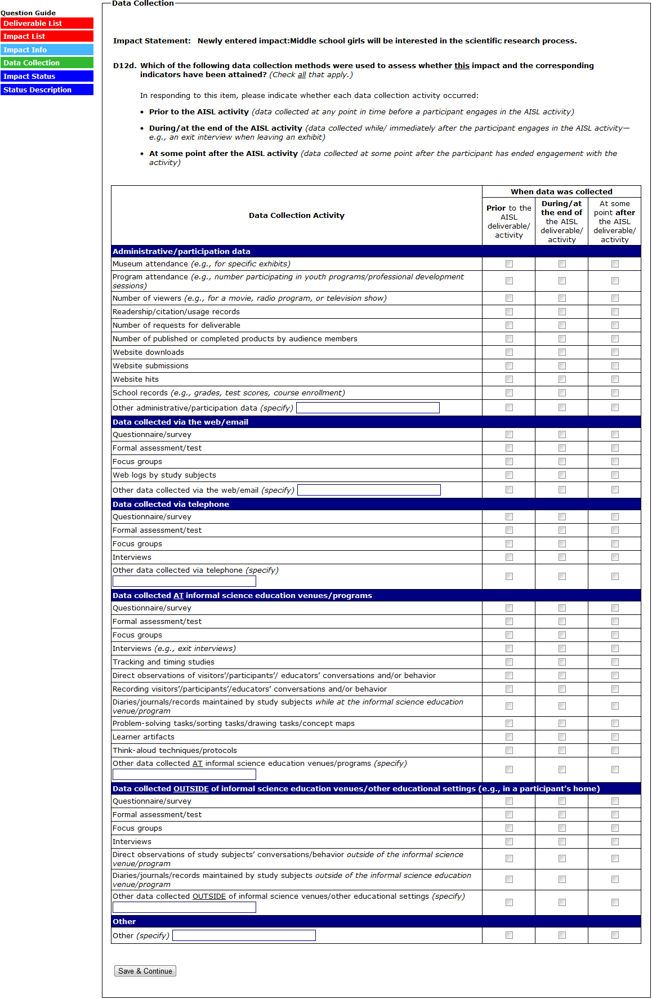 Data Collection
Question Guide
Deliverable List
Impact List
Impact Info
Data Collection
Impact Status
Status Description
Impact Statement: Newly entered impact:Middle school girls will be interested in the scientific research process.
D12d. Which of the following data collection methods were used to assess whether this impact and the corresponding
indicators have been attained? (Check all that apply.)
In responding to this item, please indicate whether each data collection activity occurred:
• Prior to the AISL activity (data collected at any point in time before a participant engages in the AISL activity)
• During/at the end of the AISL activity (data collected while/ immediately after the participant engages in the AISL activity—
e.g., an exit interview when leaving an exhibit)
• At some point after the AISL activity (data collected at some point after the participant has ended engagement with the
activity)
Data Collection Activity
When data was collected
Prior to the
AISL
deliverable/
activity
During/at
the end of
the AISL
deliverable/
activity
At some
point after
the AISL
deliverable/
activity
Administrative/participation data
Museum attendance (e.g., for specific exhibits)
Program attendance (e.g., number participating in youth programs/professional development
sessions)
Number of viewers (e.g., for a movie, radio program, or television show)
Readership/citation/usage records
Number of requests for deliverable
Number of published or completed products by audience members
Website downloads
Website submissions
Website hits
School records (e.g., grades, test scores, course enrollment)
Other administrative/participation data (specify)
Data collected via the web/email
Questionnaire/survey
Formal assessment/test
Focus groups
Web logs by study subjects
Other data collected via the web/email (specify)
Data collected via telephone
Questionnaire/survey
Formal assessment/test
Focus groups
Interviews
Other data collected via telephone (specify)
Data collected AT informal science education venues/programs
Questionnaire/survey
Formal assessment/test
Focus groups
Interviews (e.g., exit interviews)
Tracking and timing studies
Direct observations of visitors’/participants’/ educators’ conversations and/or behavior
Recording visitors’/participants’/educators’ conversations and/or behavior
Diaries/journals/records maintained by study subjects while at the informal science education
venue/program
Problem-solving tasks/sorting tasks/drawing tasks/concept maps
Learner artifacts
Think-aloud techniques/protocols
Other data collected AT informal science education venues/programs (specify)
Data collected OUTSIDE of informal science education venues/other educational settings (e.g., in a participant’s home)
Questionnaire/survey
Formal assessment/test
Focus groups
Interviews
Direct observations of study subjects’ conversations/behavior outside of the informal science
venue/program
Diaries/journals/records maintained by study subjects outside of the informal science education
venue/program
Other data collected OUTSIDE of informal science venues/other educational settings (specify)
Other
Other (specify)
Save & Continue